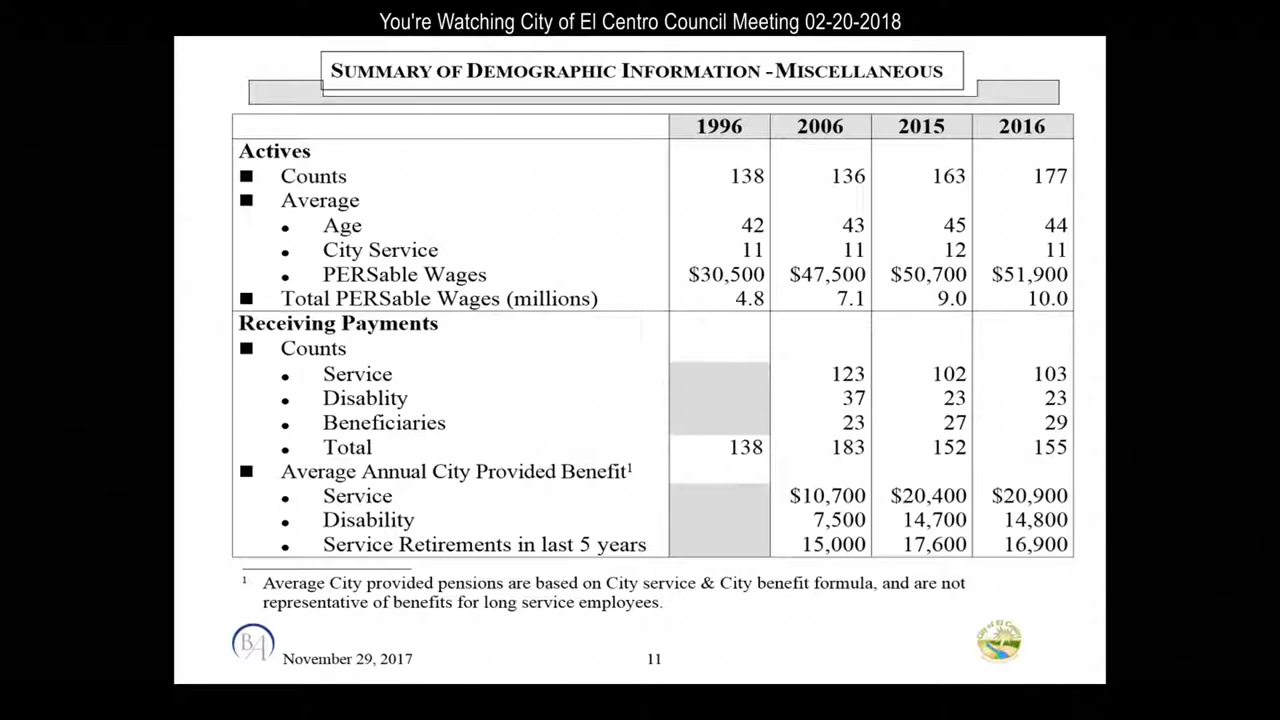 You're Watching City of El Centro Council Meeting 02-20-2018
SUMMARY OF DEMOGRAPHIC INFORMATION - MISCELLANEOUS
1996 2006 2015 2016
Actives
■ Counts 138 136 163 177
■ Average
• Age 42 43 45 44
• City Service 11 11 12 11
• PERSable Wages $30,500 $47,500 $50,700 $51,900
■ Total PERSable Wages (millions) 4.8 7.1 9.0 10.0
Receiving Payments
■ Counts
• Service 123 102 103
• Disablity 37 23 23
• Beneficiaries 23 27 29
• Total 138 183 152 155
■ Average Annual City Provided Benefit1
• Service $10,700 $20,400 $20,900
• Disability 7,500 14,700 14,800
• Service Retirements in last 5 years 15,000 17,600 16,900
1 Average City provided pensions are based on City service & City benefit formula, and are not
representative of benefits for long service employees.
BA
City of El Centro
November 29, 2017 11